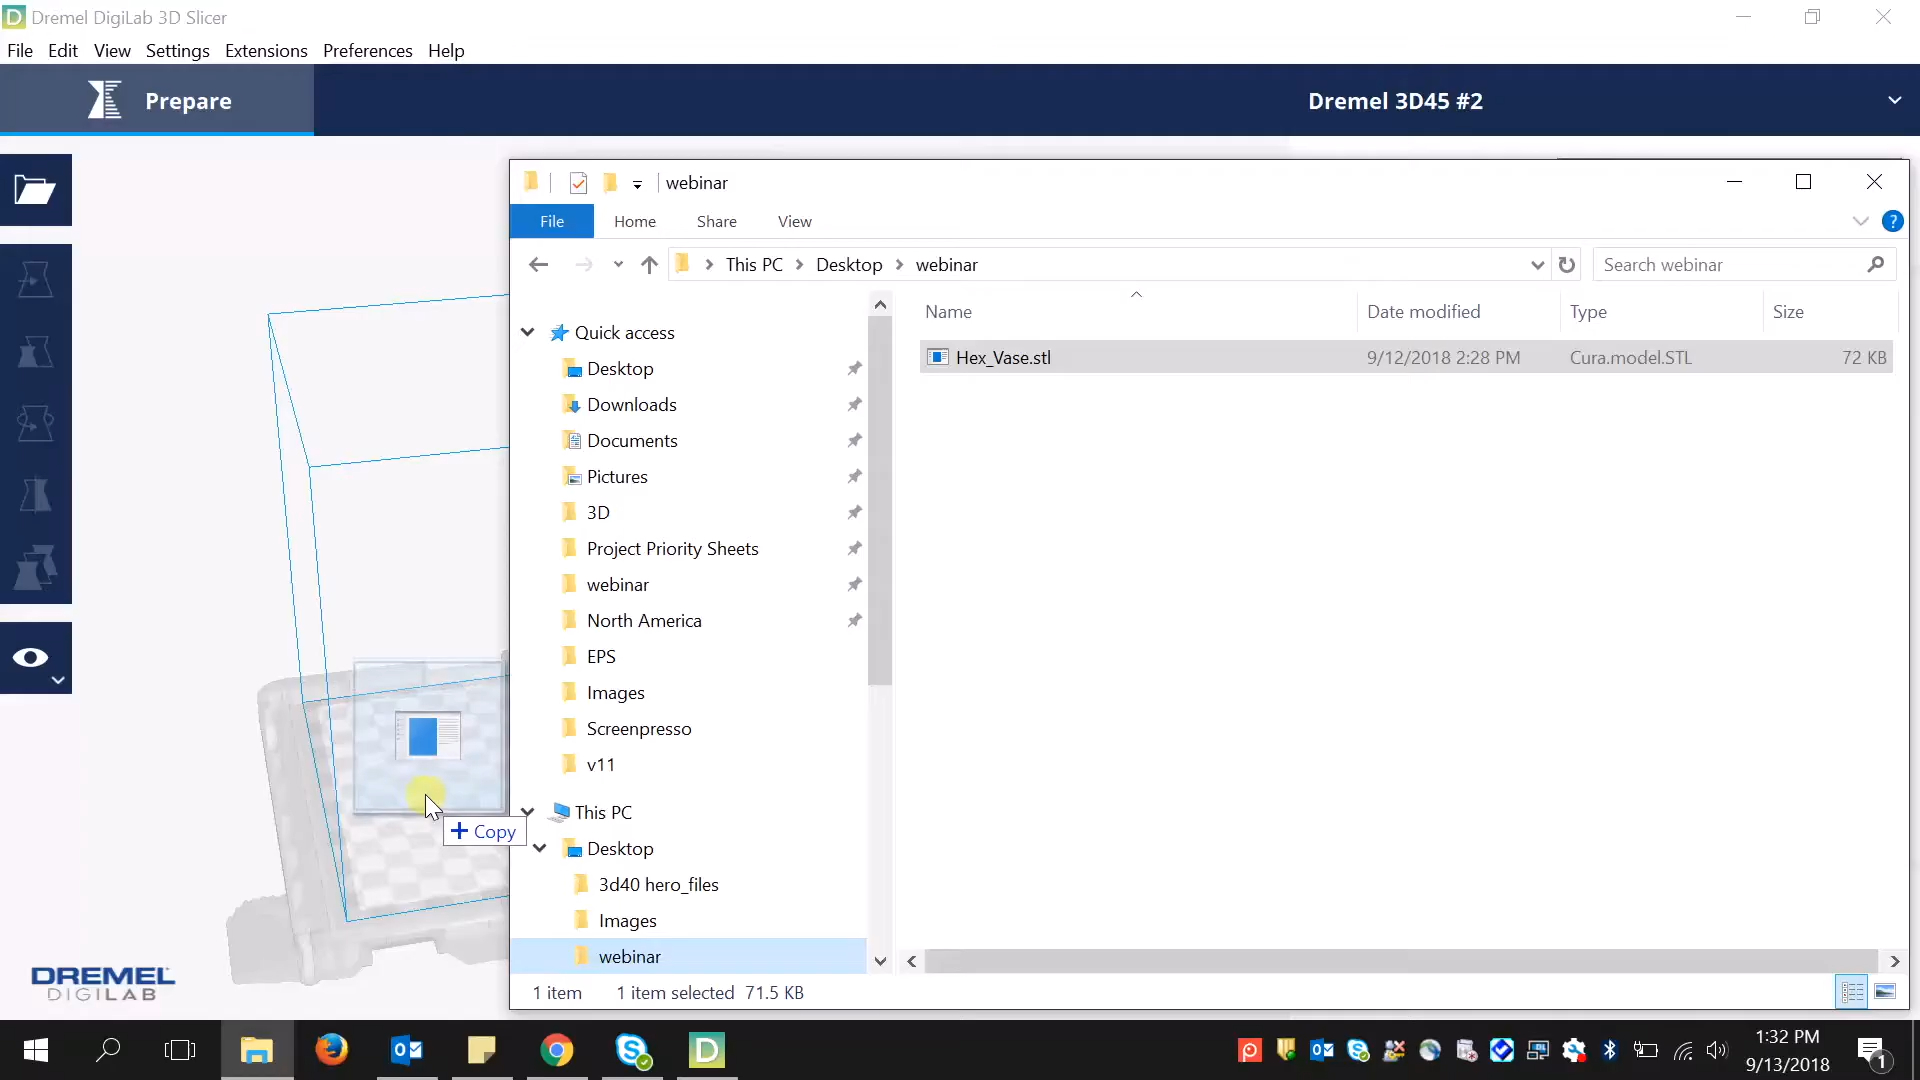 Dremel DigiLab 3D Slicer
File Edit View Settings Extensions Preferences Help
Prepare
Dremel 3D45 #2
webinar
File Home Share View
This PC > Desktop > webinar
Search webinar
Name Date modified Type Size
Hex_Vase.stl 9/12/2018 2:28 PM Cura.model.STL 72 KB
Quick access
Desktop
Downloads
Documents
Pictures
3D
Project Priority Sheets
webinar
North America
EPS
Images
Screenpresso
v11
This PC
Desktop
3d40 hero_files
Images
webinar
+ Copy
DREMEL
DIGILAB
1 item 1 item selected 71.5 KB
1:32 PM
9/13/2018
1